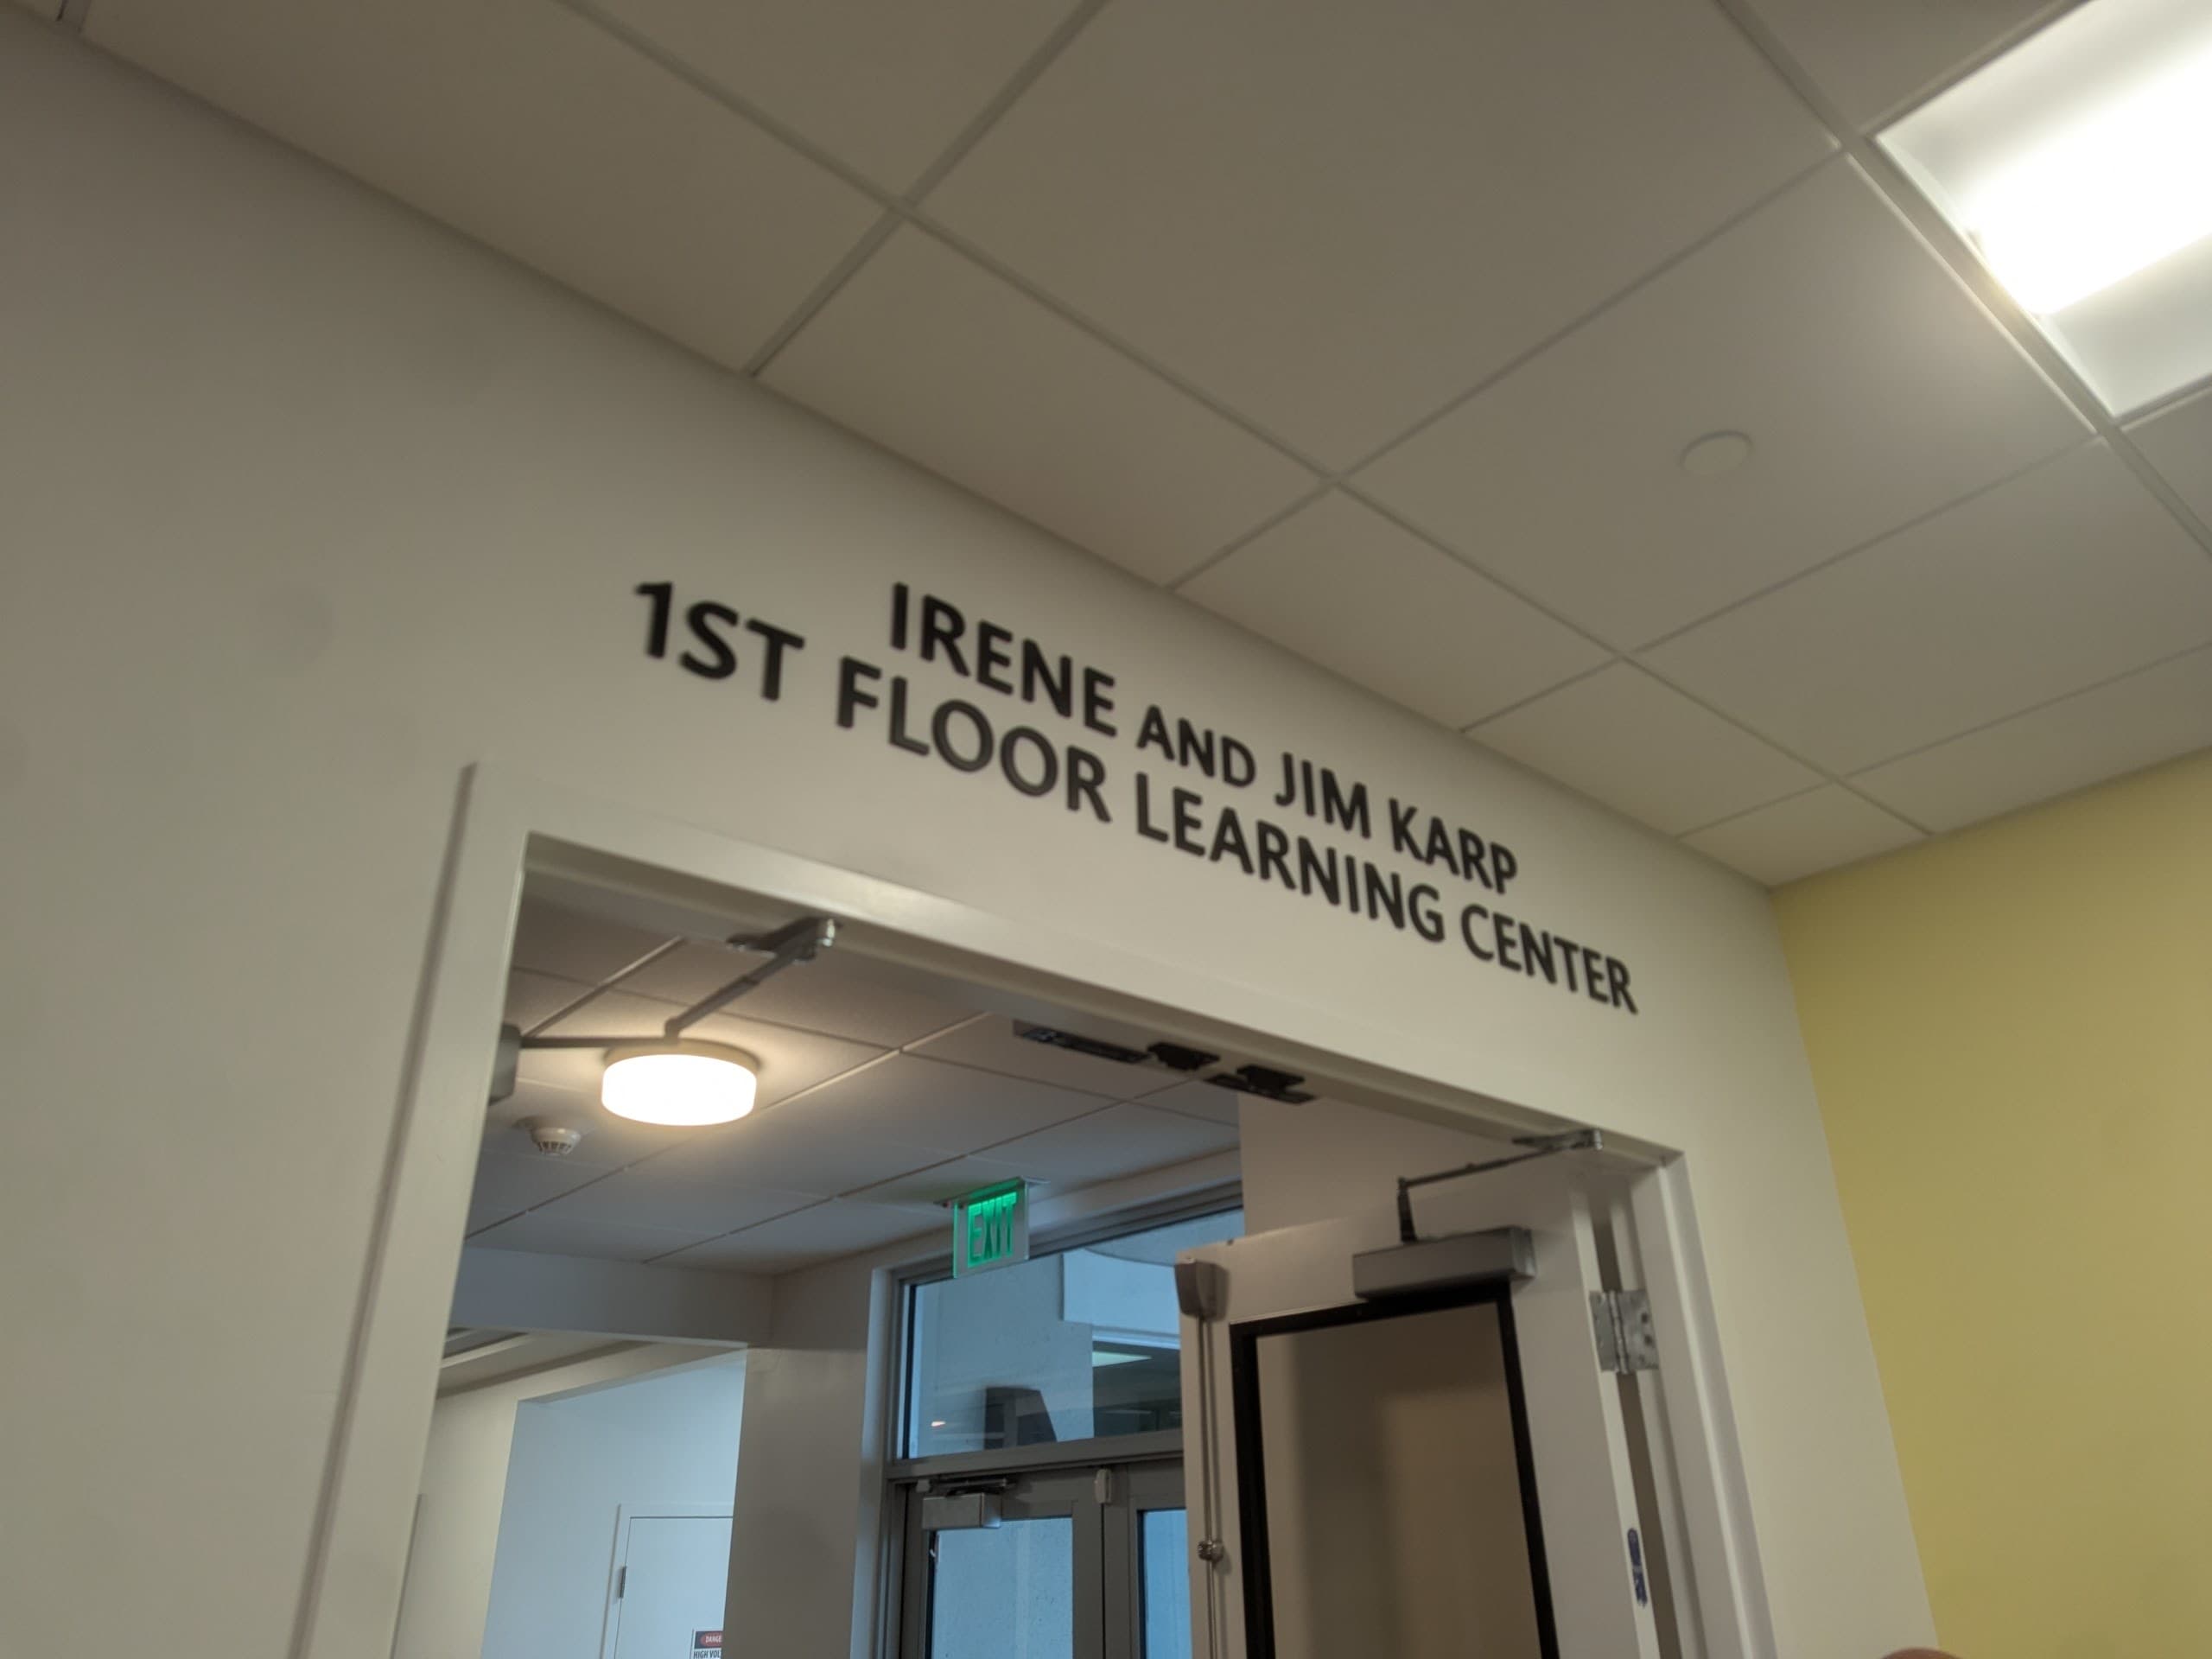 IRENE AND JIM KARP
1ST FLOOR LEARNING CENTER
EXIT